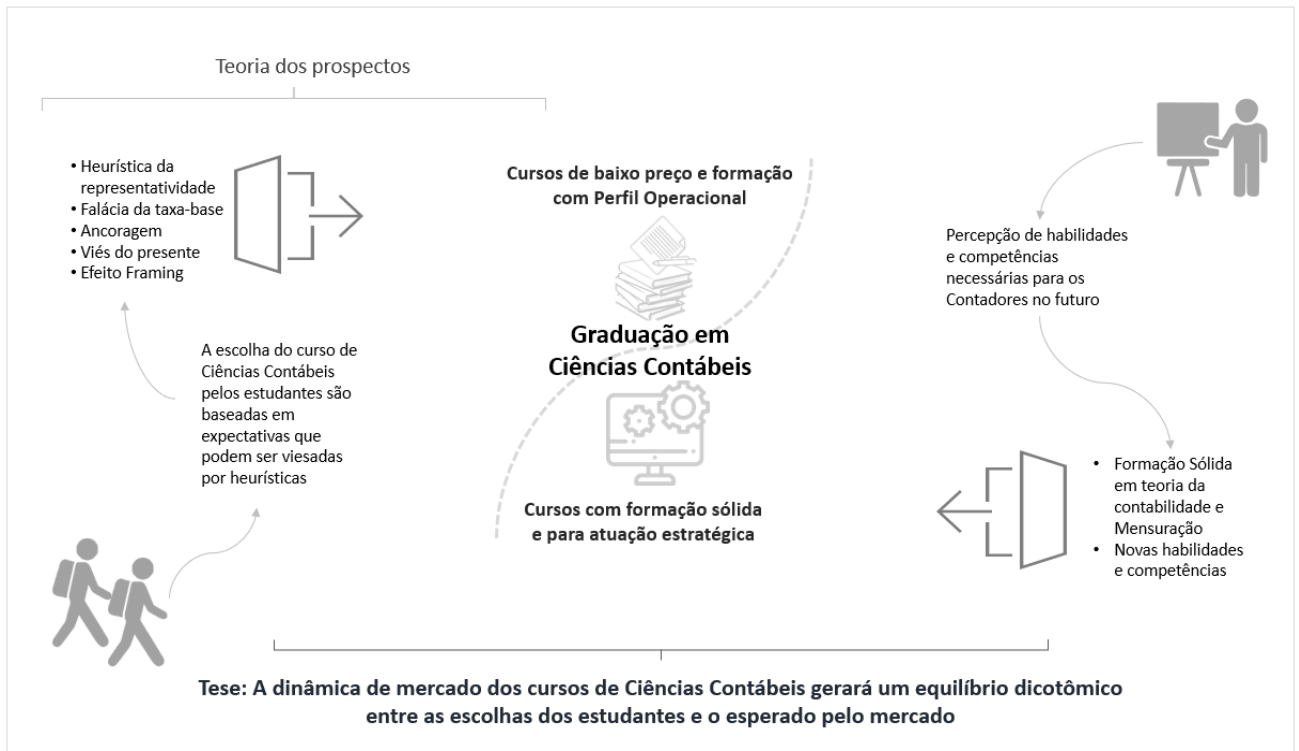 Teoria dos prospectos
• Heurística da
representatividade
• Falácia da taxa-base
• Ancoragem
• Viés do presente
• Efeito Framing
A escolha do curso de
Ciências Contábeis
pelos estudantes são
baseadas em
expectativas que
podem ser viesadas
por heurísticas
Cursos de baixo preço e formação
com Perfil Operacional
Graduação em
Ciências Contábeis
Cursos com formação sólida
e para atuação estratégica
Percepção de habilidades
e competências
necessárias para os
Contadores no futuro
• Formação Sólida
em teoria da
contabilidade e
Mensuração
• Novas habilidades
e competências
Tese: A dinâmica de mercado dos cursos de Ciências Contábeis gerará um equilíbrio dicotômico
entre as escolhas dos estudantes e o esperado pelo mercado